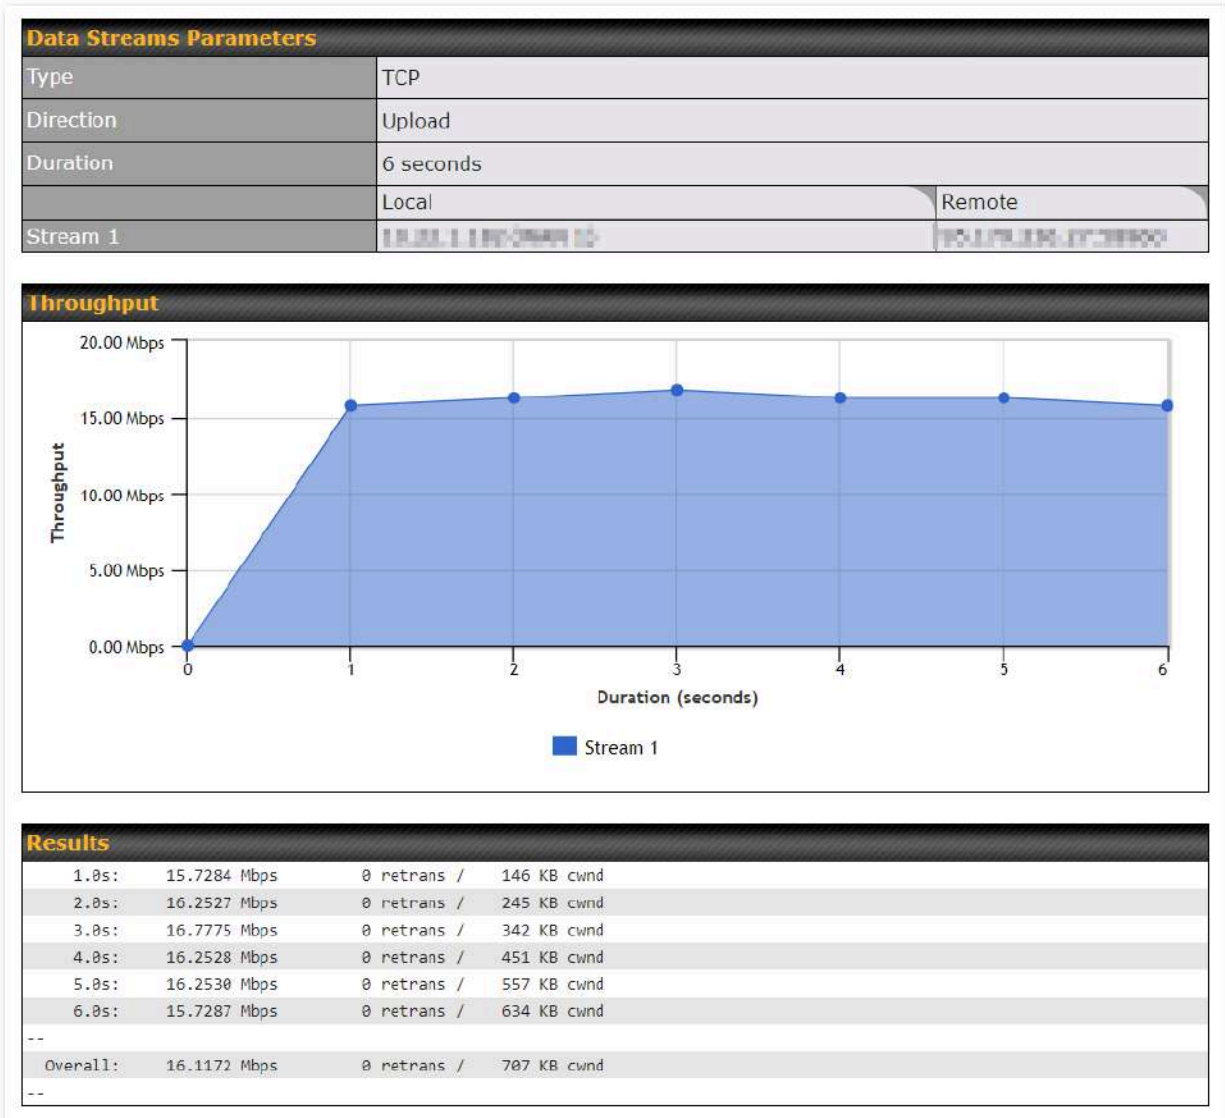 Data Streams Parameters
Type TCP
Direction Upload
Duration 6 seconds
Local Remote
Stream 1
Throughput
20.00 Mbps
15.00 Mbps
10.00 Mbps
5.00 Mbps
0.00 Mbps
Throughput
0 1 2 3 4 5 6
Duration (seconds)
Stream 1
Results
1.0s: 15.7284 Mbps 0 retrans / 146 KB cwnd
2.0s: 16.2527 Mbps 0 retrans / 245 KB cwnd
3.0s: 16.7775 Mbps 0 retrans / 342 KB cwnd
4.0s: 16.2528 Mbps 0 retrans / 451 KB cwnd
5.0s: 16.2530 Mbps 0 retrans / 557 KB cwnd
6.0s: 15.7287 Mbps 0 retrans / 634 KB cwnd
--
Overall: 16.1172 Mbps 0 retrans / 707 KB cwnd
--